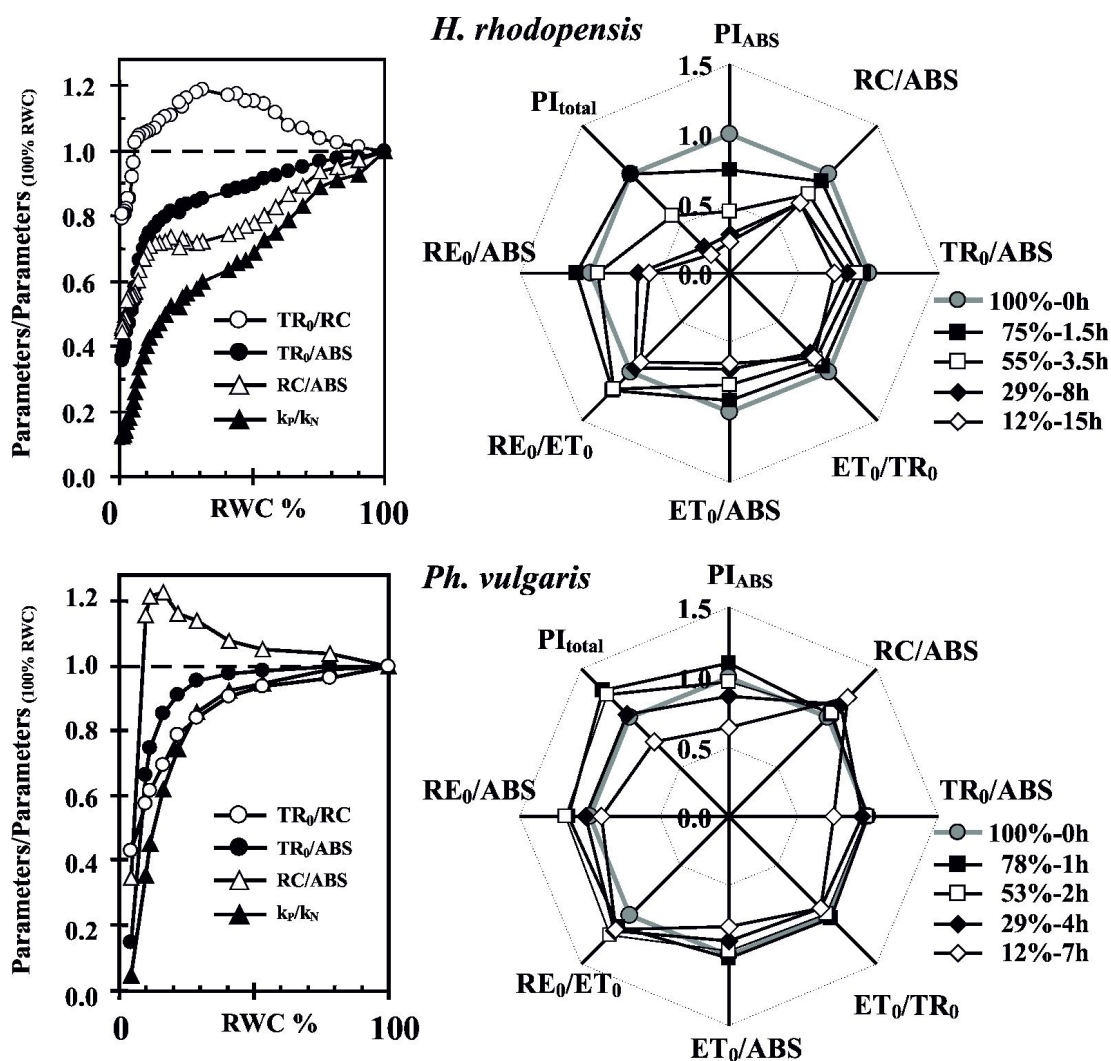 H. rhodopensis
Parameters/Parameters (100% RWC)
1.2
1.0
0.8
0.6
0.4
0.2
0.0
0
RWC %
100
TR₀/RC
TR₀/ABS
RC/ABS
kP/kN
PI_ABS
RC/ABS
TR₀/ABS
ET₀/TR₀
ET₀/ABS
RE₀/ET₀
RE₀/ABS
PI_total
1.5
1.0
0.5
0.0
100%-0h
75%-1.5h
55%-3.5h
29%-8h
12%-15h
Ph. vulgaris
Parameters/Parameters (100% RWC)
1.2
1.0
0.8
0.6
0.4
0.2
0.0
0
RWC %
100
TR₀/RC
TR₀/ABS
RC/ABS
kP/kN
PI_ABS
RC/ABS
TR₀/ABS
ET₀/TR₀
ET₀/ABS
RE₀/ET₀
RE₀/ABS
PI_total
1.5
1.0
0.5
0.0
100%-0h
78%-1h
53%-2h
29%-4h
12%-7h